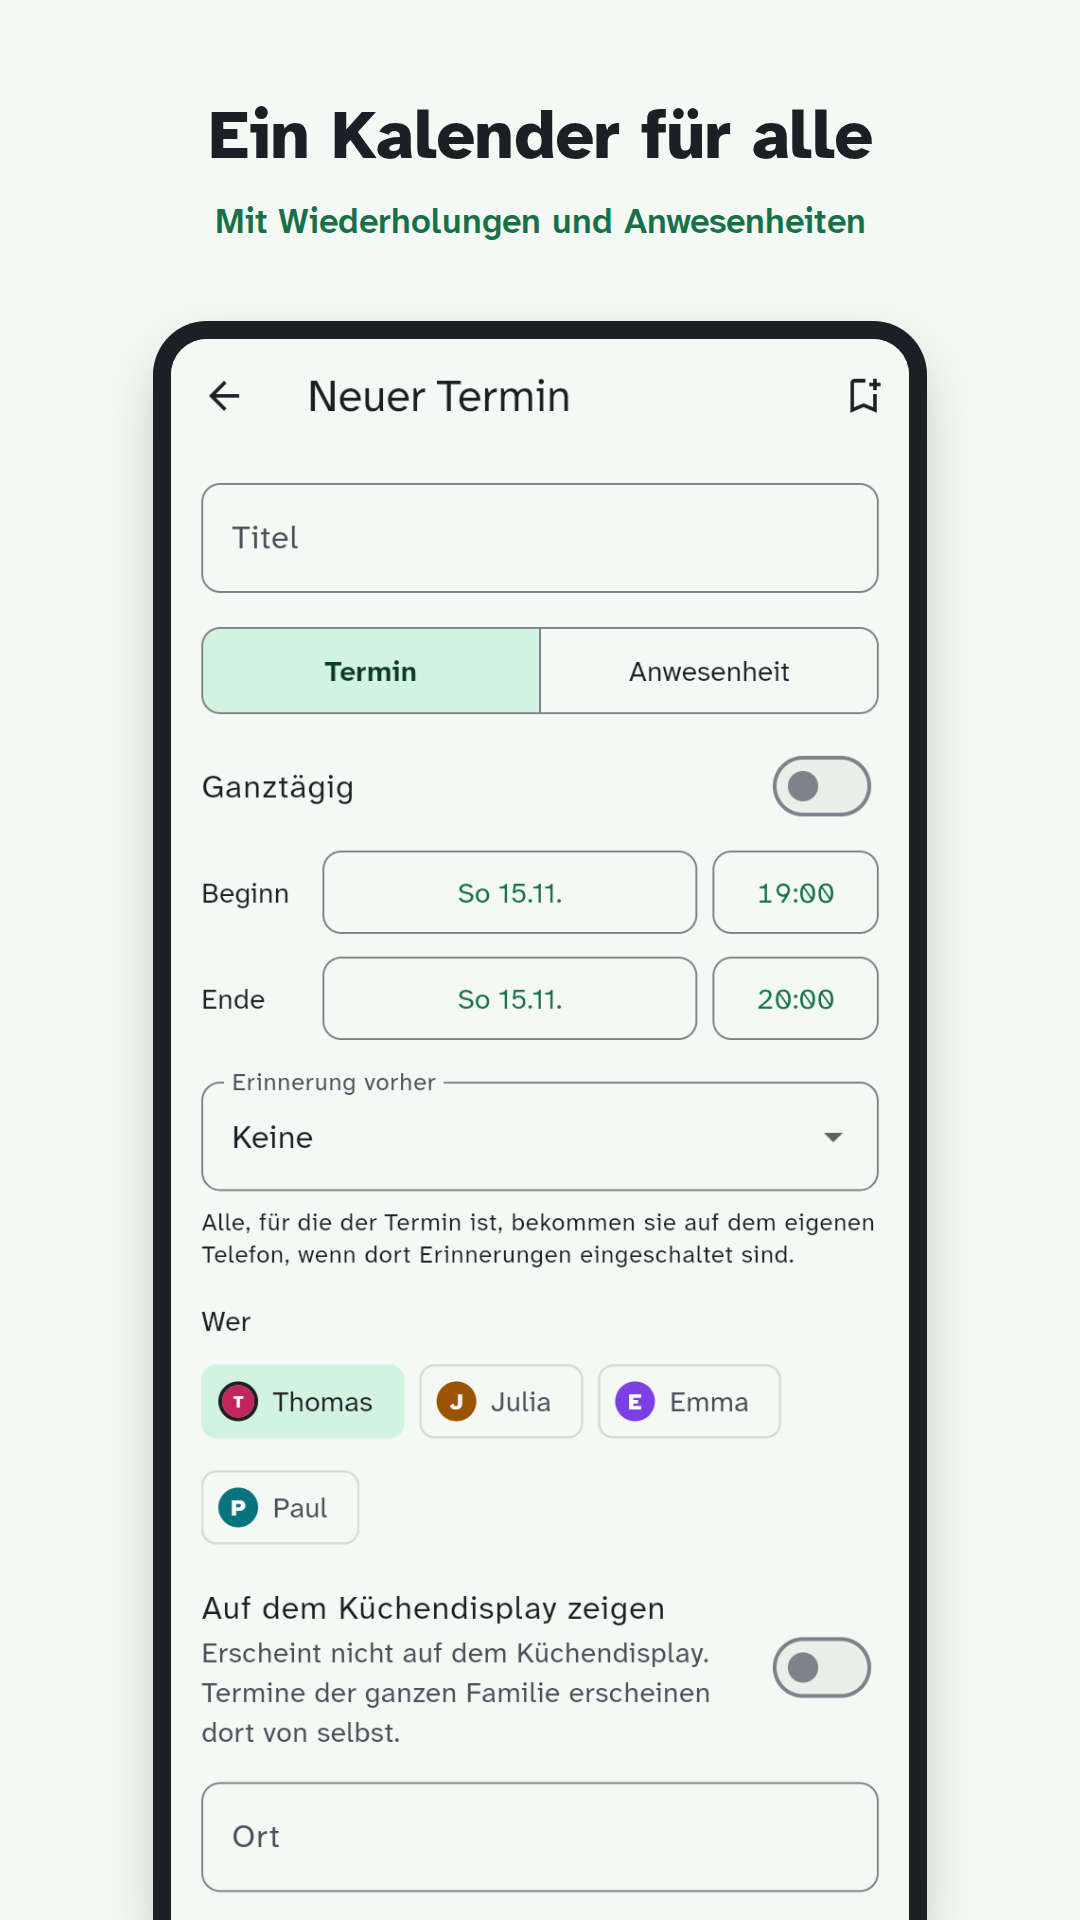 Ein Kalender für alle
Mit Wiederholungen und Anwesenheiten
Neuer Termin
Titel
Termin
Anwesenheit
Ganztägig
Beginn
So 15.11.
19:00
Ende
So 15.11.
20:00
Erinnerung vorher
Keine
Alle, für die der Termin ist, bekommen sie auf dem eigenen
Telefon, wenn dort Erinnerungen eingeschaltet sind.
Wer
T Thomas
J Julia
E Emma
P Paul
Auf dem Küchendisplay zeigen
Erscheint nicht auf dem Küchendisplay.
Termine der ganzen Familie erscheinen
dort von selbst.
Ort